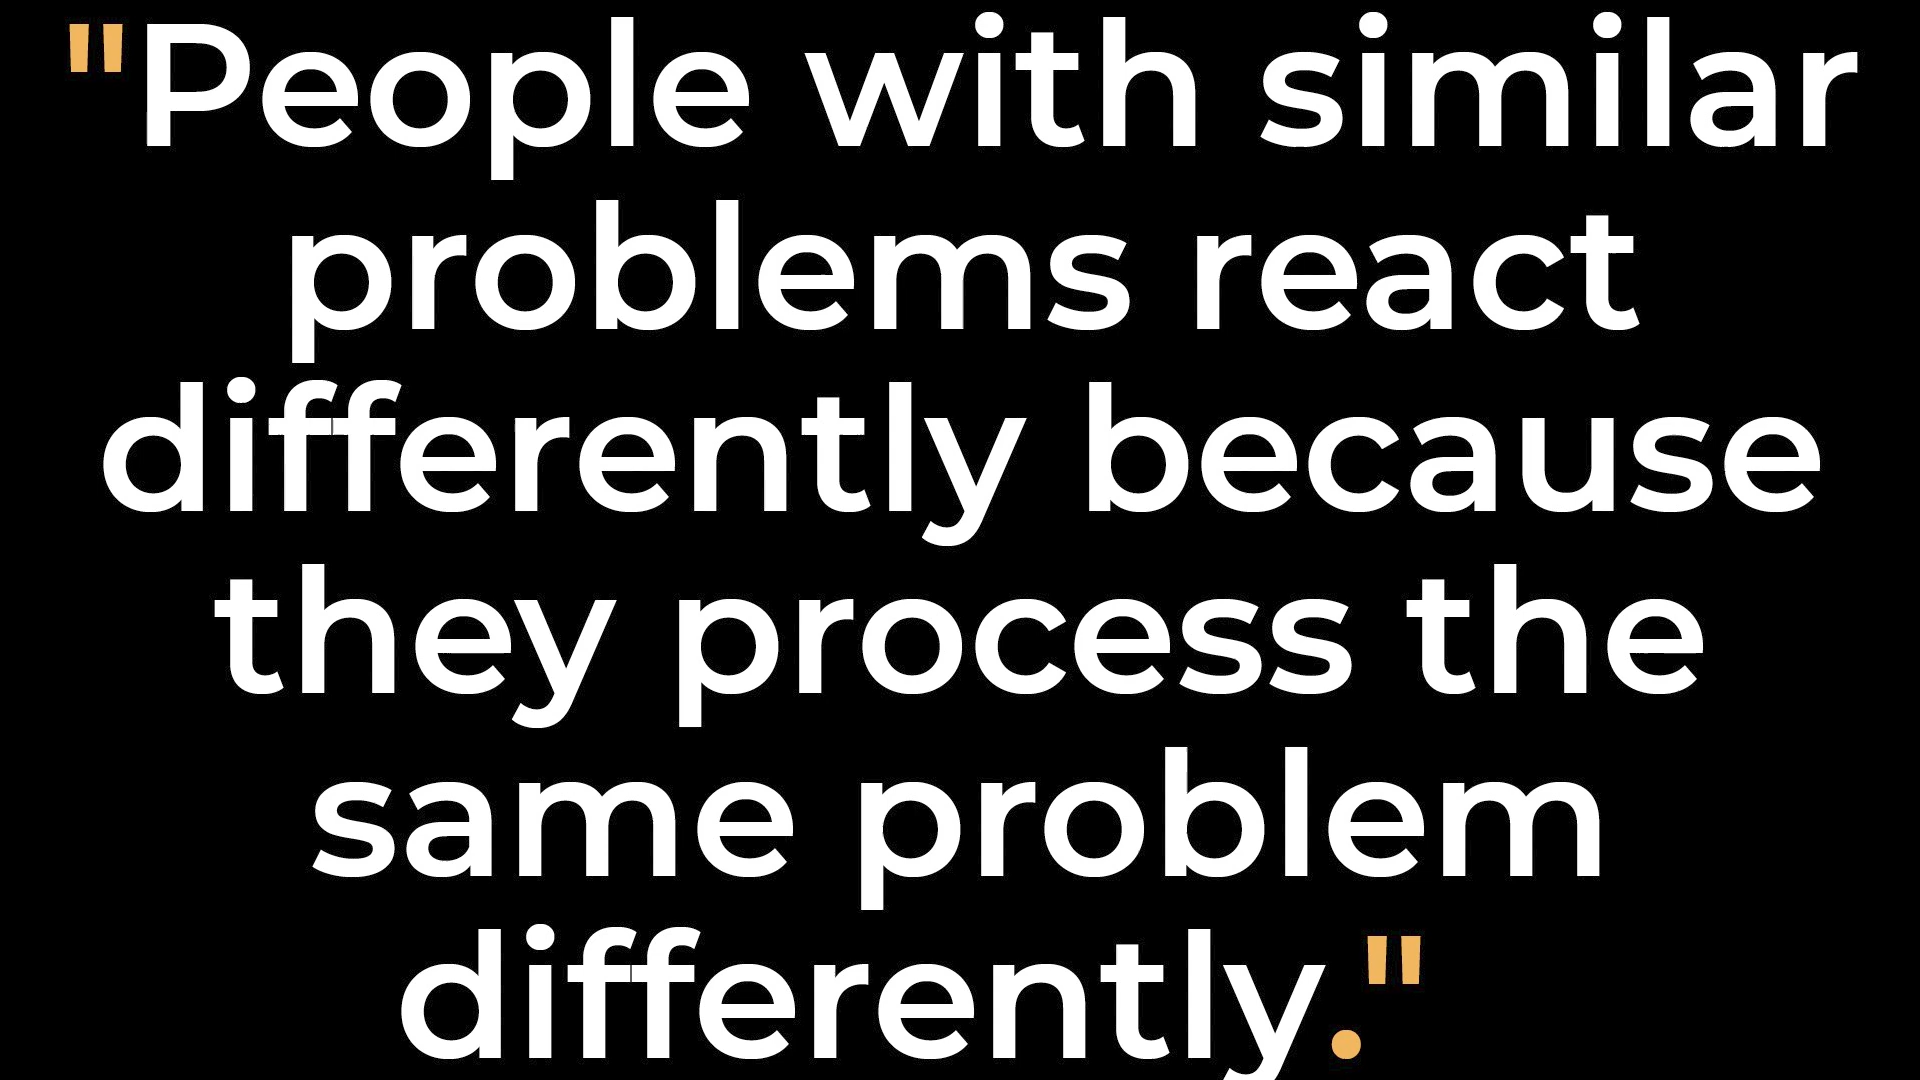 "People with similar
problems react
differently because
they process the
same problem
differently."